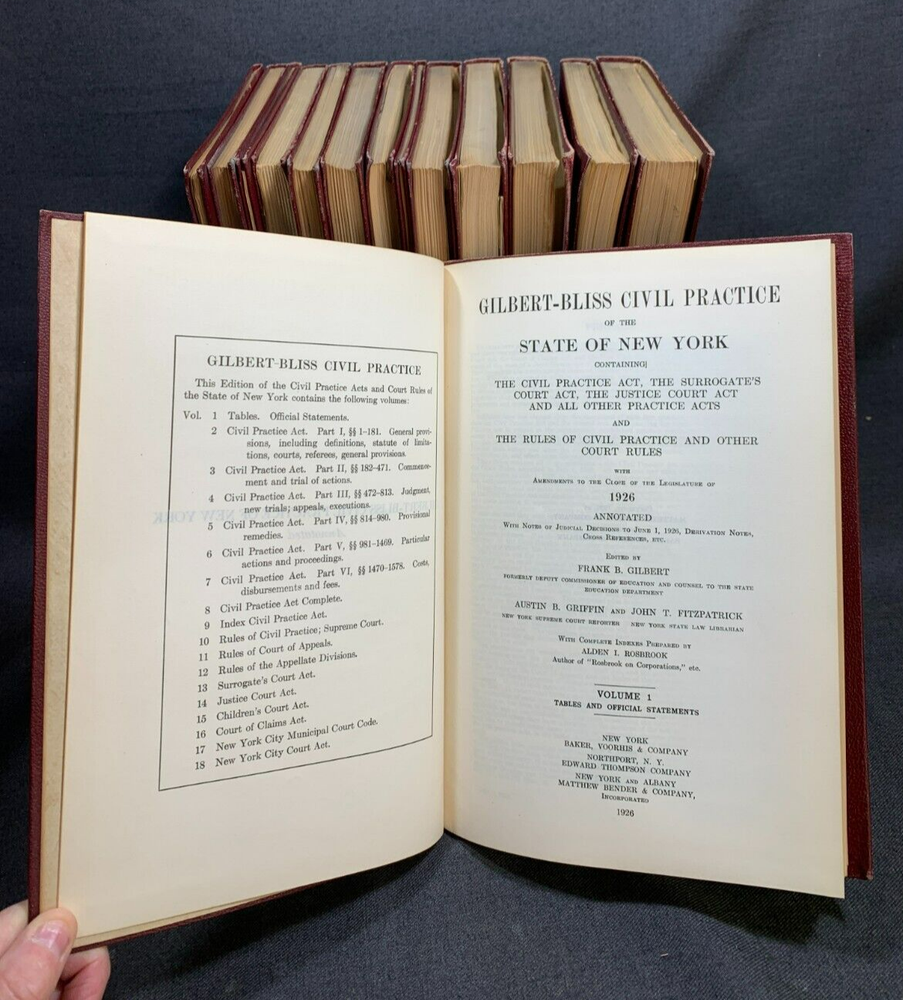 GILBERT-BLISS CIVIL PRACTICE
This Edition of the Civil Practice Acts and Court Rules of
the State of New York contains the following volumes:
Vol. 1 Tables. Official Statements.
2 Civil Practice Act. Part I, §§ 1-181. General provi-
sions, including definitions, statute of limita-
tions, courts, referees, general provisions.
3 Civil Practice Act. Part II, §§ 182-471. Commence-
ment and trial of actions.
4 Civil Practice Act. Part III, §§ 472-813. Judgment,
new trials; appeals, executions.
5 Civil Practice Act. Part IV, §§ 814-980. Provisional
remedies.
6 Civil Practice Act. Part V, §§ 981-1469. Particular
actions and proceedings.
7 Civil Practice Act. Part VI, §§ 1470-1578. Costs,
disbursements and fees.
8 Civil Practice Act Complete.
9 Index Civil Practice Act.
10 Rules of Civil Practice; Supreme Court.
11 Rules of Court of Appeals.
12 Rules of the Appellate Divisions.
13 Surrogate's Court Act.
14 Justice Court Act.
15 Children's Court Act.
16 Court of Claims Act.
17 New York City Municipal Court Code.
18 New York City Court Act.
GILBERT-BLISS CIVIL PRACTICE
OF THE
STATE OF NEW YORK
CONTAINING
THE CIVIL PRACTICE ACT, THE SURROGATE'S
COURT ACT, THE JUSTICE COURT ACT
AND ALL OTHER PRACTICE ACTS
AND
THE RULES OF CIVIL PRACTICE AND OTHER
COURT RULES
WITH
AMENDMENTS TO THE CLOSE OF THE LEGISLATURE OF
1926
ANNOTATED
WITH NOTES OF JUDICIAL DECISIONS TO JUNE 1, 1926, DERIVATION NOTES,
CROSS REFERENCES, ETC.
EDITED BY
FRANK B. GILBERT
FORMERLY DEPUTY COMMISSIONER OF EDUCATION AND COUNSEL TO THE STATE
EDUCATION DEPARTMENT
AUSTIN B. GRIFFIN AND JOHN T. FITZPATRICK
NEW YORK SUPREME COURT REPORTER NEW YORK STATE LAW LIBRARIAN
WITH COMPLETE INDEXES PREPARED BY
ALDEN I. ROSBROOK
Author of "Rosbrook on Corporations," etc.
VOLUME 1
TABLES AND OFFICIAL STATEMENTS
NEW YORK
BAKER, VOORHIS & COMPANY
NORTHPORT, N. Y.
EDWARD THOMPSON COMPANY
NEW YORK AND ALBANY
MATTHEW BENDER & COMPANY,
INCORPORATED
1926